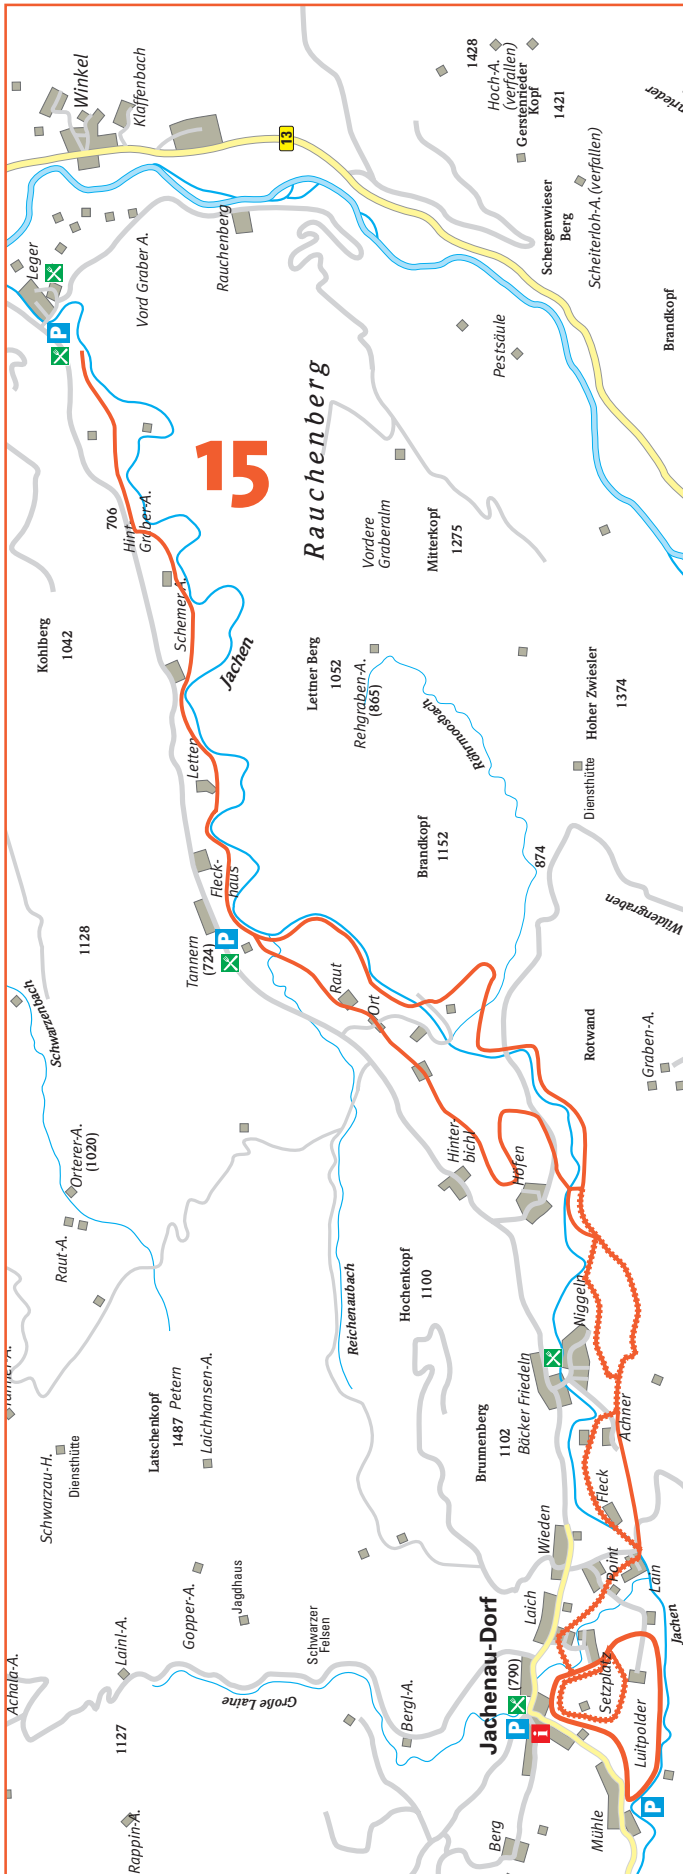 Winkel
Klaffenbach
Leger
Vord Graber A.
Rauchenberg
13
1428
Hoch-A.
(verfallen)
Gerstenrieder
Kopf
1421
Schergenwieser
Berg
Scheiterloh-A. (verfallen)
Brandkopf
Pestsäule
P
15
Rauchenberg
706
Hint.
Graber-A.
Schemer A.
Kohlberg
1042
Jachen
Vordere
Graberalm
Mitterkopf
1275
Lettner Berg
1052
Rehgraben-A.
(865)
Röhrmoosbach
Hoher Zwiesler
1374
Diensthütte
Letten
Fleck-
haus
Brandkopf
1152
874
Wildengraben
1128
Schwarzenbach
Tannern
(724)
P
Raut
Ort
Rotwand
Graben-A.
Orterer-A.
(1020)
Raut-A.
Hinter-
bichl
Höfen
Reichenaubach
Hochenkopf
1100
Niggeln
Latschenkopf
1487
Petern
Laichhansen-A.
Schwarzau-H.
Diensthütte
Brunnenberg
1102
Bäcker Friedeln
Achner
Fleck
Wieden
Point
Lain
Laich
Jachen
Gopper-A.
Jagdhaus
Schwarzer
Felsen
Achala-A.
Lainl-A.
Große Laine
1127
Bergl-A.
Jachenau-Dorf
(790)
P
i
Setzplatz
Luitpolder
Rappin-A.
Berg
Mühle
P